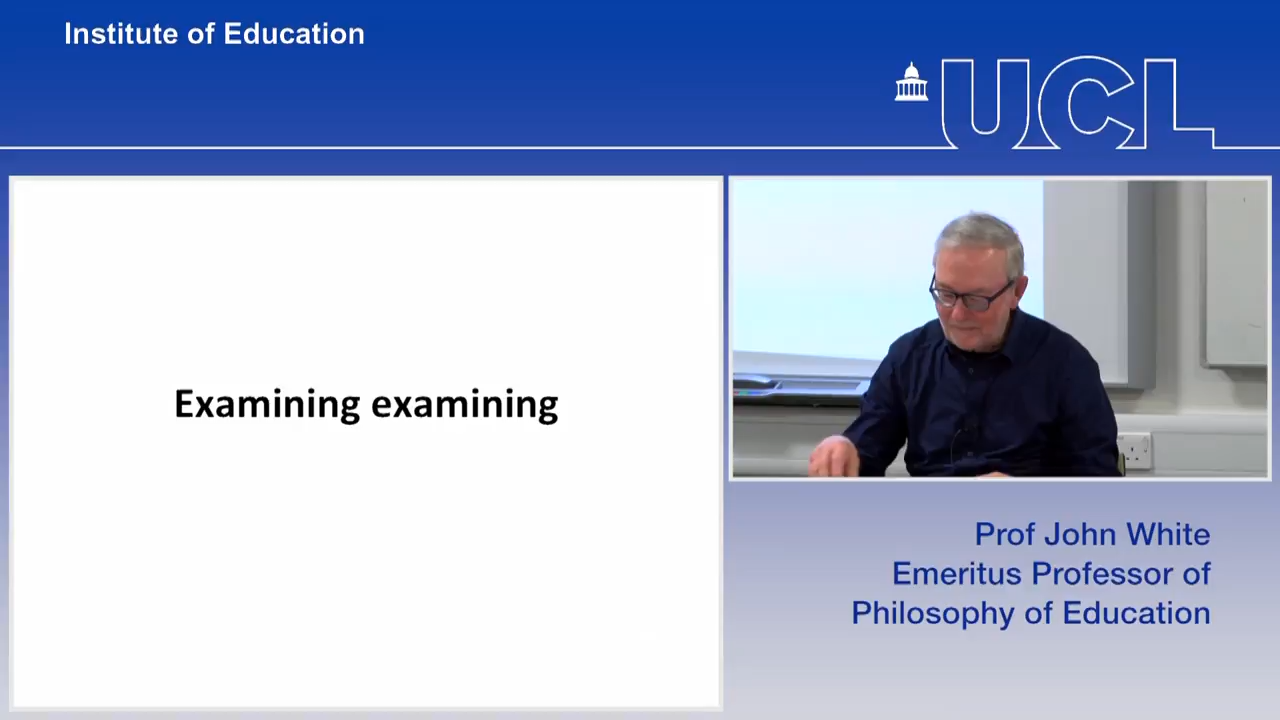 Institute of Education
UCL
Examining examining
Prof John White
Emeritus Professor of
Philosophy of Education